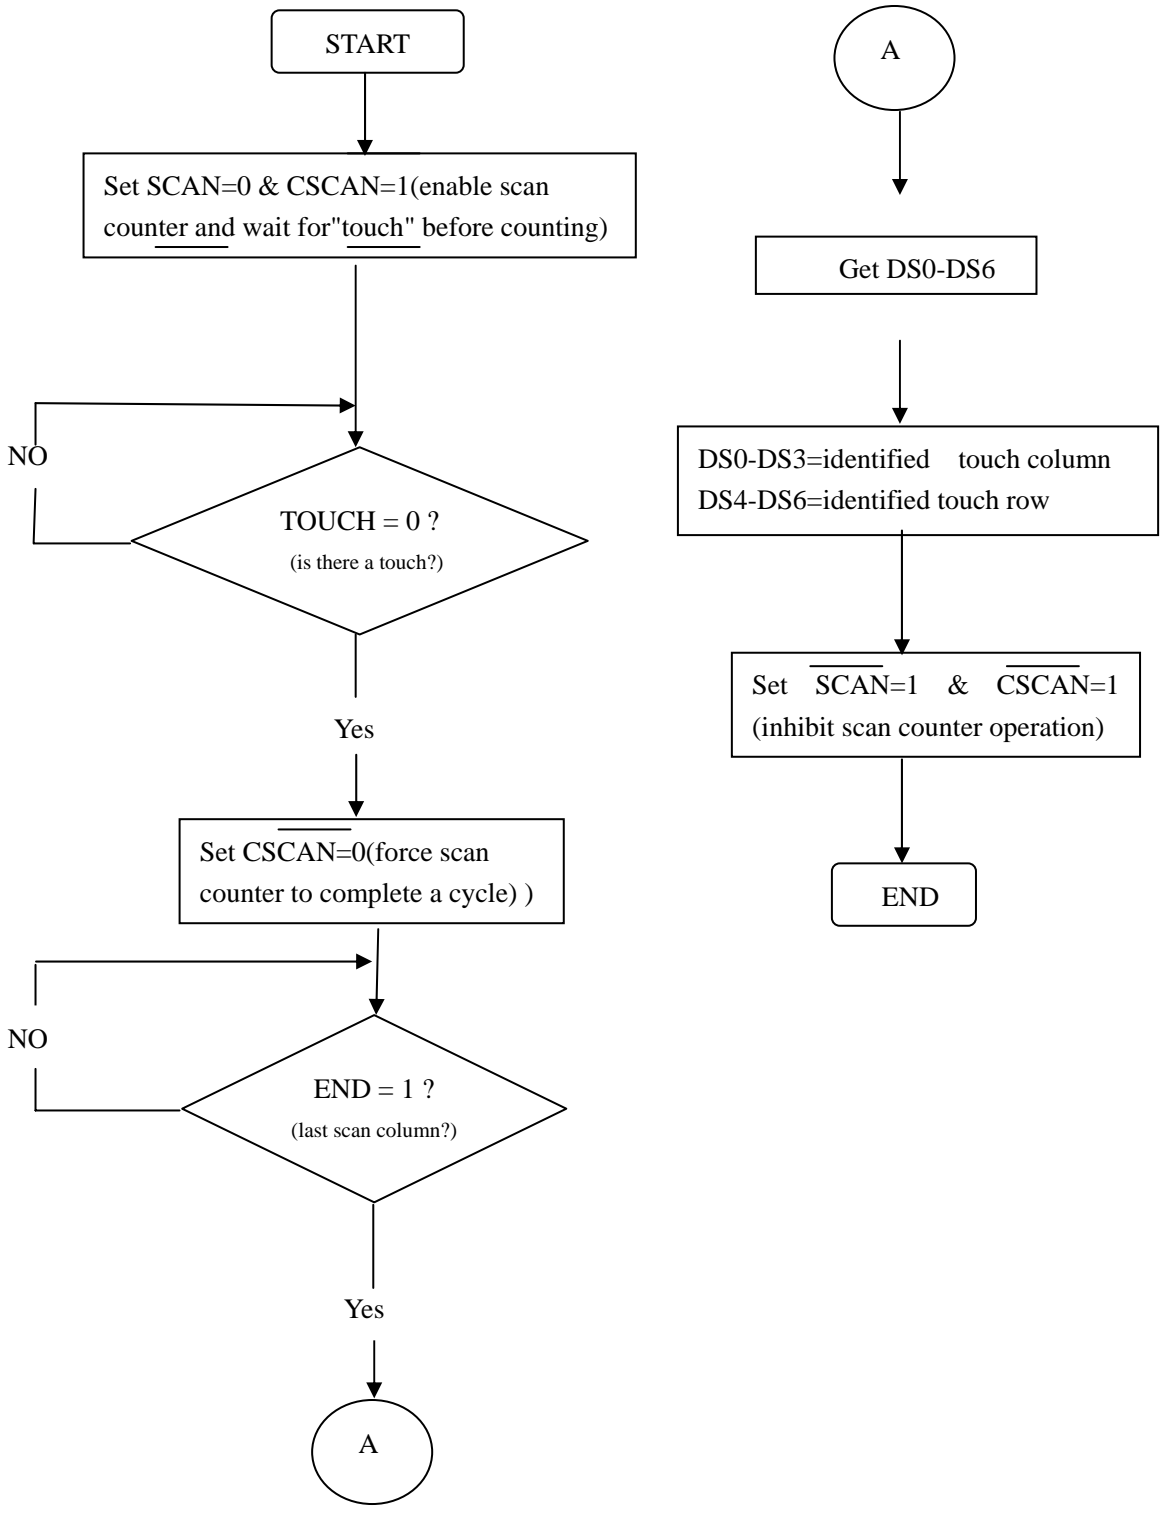 START
Set SCAN=0 & CSCAN=1(enable scan
counter and wait for"touch" before counting)
NO
TOUCH = 0 ?
(is there a touch?)
Yes
Set CSCAN=0(force scan
counter to complete a cycle) )
NO
END = 1 ?
(last scan column?)
Yes
A
A
Get DS0-DS6
DS0-DS3=identified touch column
DS4-DS6=identified touch row
Set SCAN=1 & CSCAN=1
(inhibit scan counter operation)
END